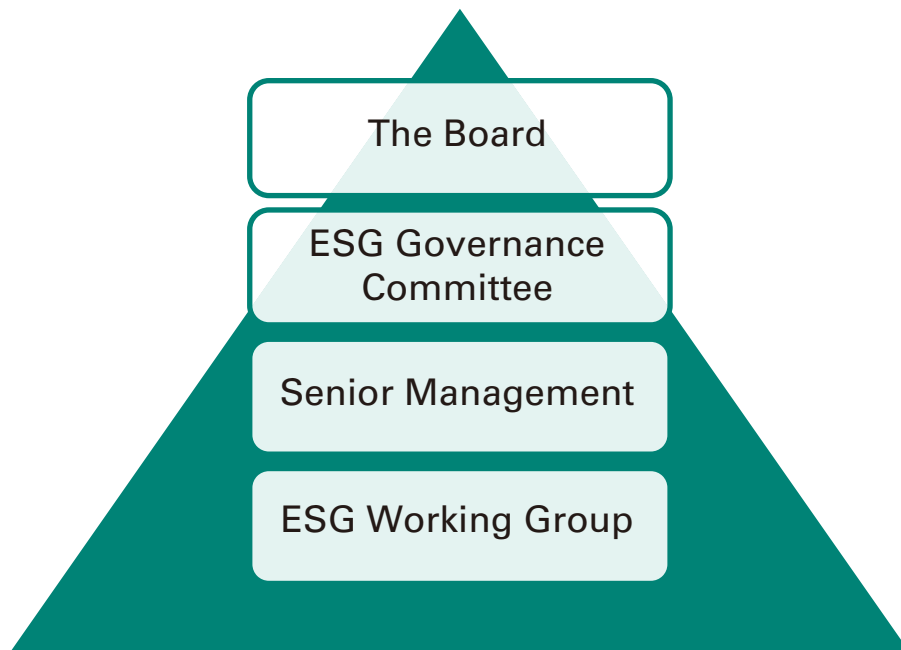 The Board
ESG Governance
Committee
Senior Management
ESG Working Group